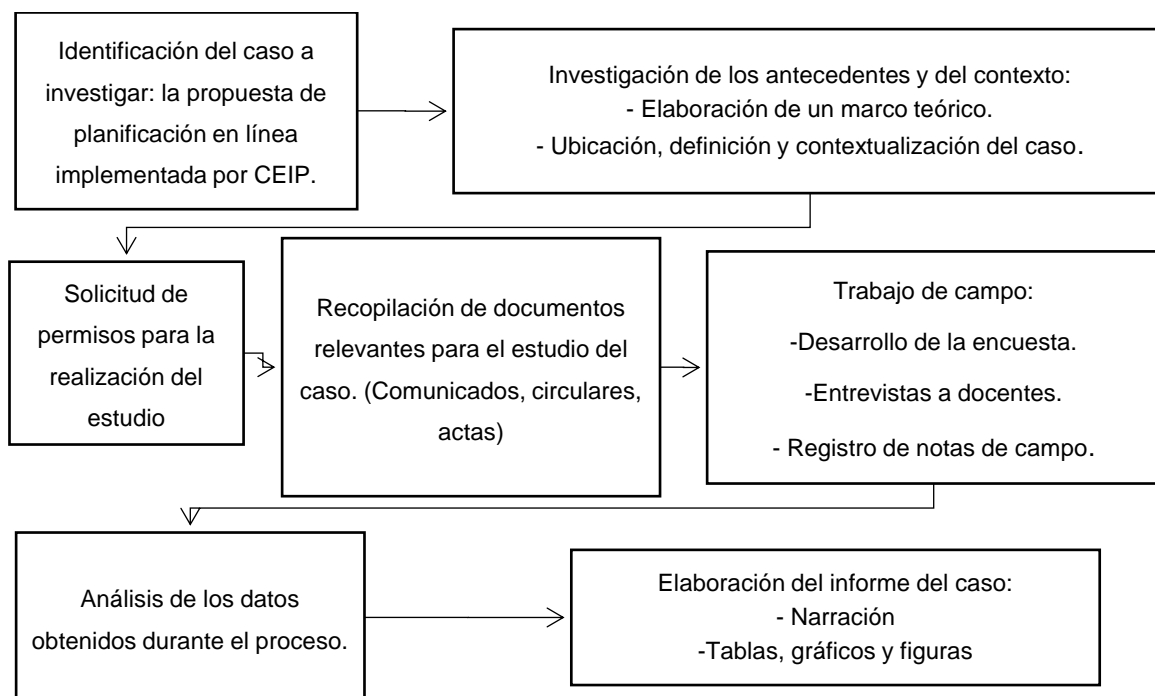 Identificación del caso a
investigar: la propuesta de
planificación en línea
implementada por CEIP.
Investigación de los antecedentes y del contexto:
- Elaboración de un marco teórico.
- Ubicación, definición y contextualización del caso.
Solicitud de
permisos para la
realización del
estudio
Recopilación de documentos
relevantes para el estudio del
caso. (Comunicados, circulares,
actas)
Trabajo de campo:
-Desarrollo de la encuesta.
-Entrevistas a docentes.
- Registro de notas de campo.
Análisis de los datos
obtenidos durante el proceso.
Elaboración del informe del caso:
- Narración
-Tablas, gráficos y figuras